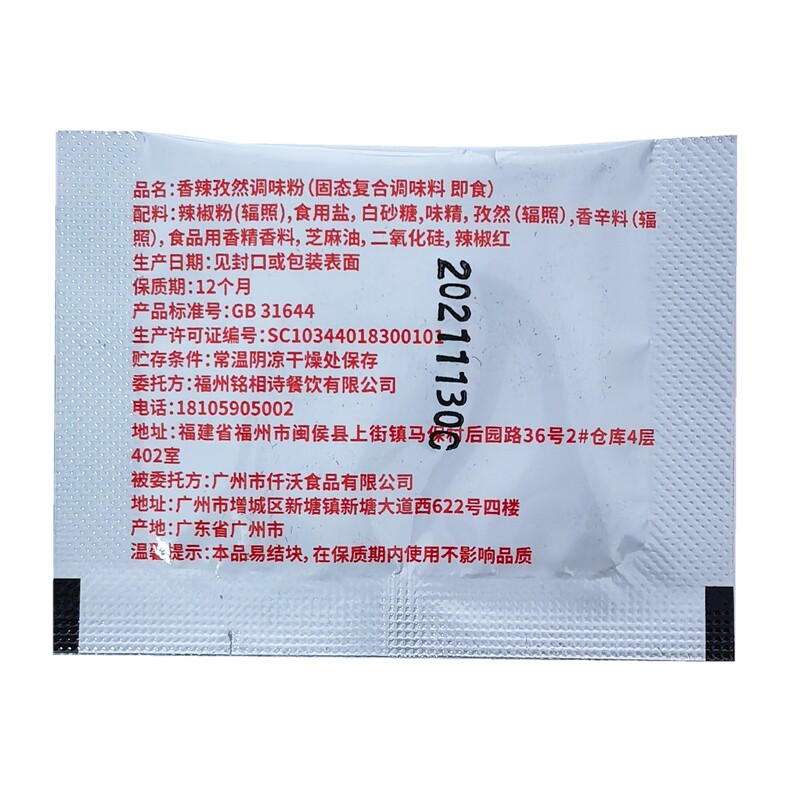 品名:香辣孜然调味粉(固态复合调味料 即食)
配料:辣椒粉(辐照),食用盐,白砂糖,味精,孜然(辐照),香辛料(辐
照),食品用香精香料,芝麻油,二氧化硅,辣椒红
生产日期:见封口或包装表面
保质期:12个月
产品标准号:GB 31644
生产许可证编号:SC10344018300101
贮存条件:常温阴凉干燥处保存
委托方:福州铭相诗餐饮有限公司
电话:18105905002
地址:福建省福州市闽侯县上街镇马保村后园路36号2#仓库4层
402室
被委托方:广州市仟沃食品有限公司
地址:广州市增城区新塘镇新塘大道西622号四楼
产地:广东省广州市
温馨提示:本品易结块,在保质期内使用不影响品质
20211130C